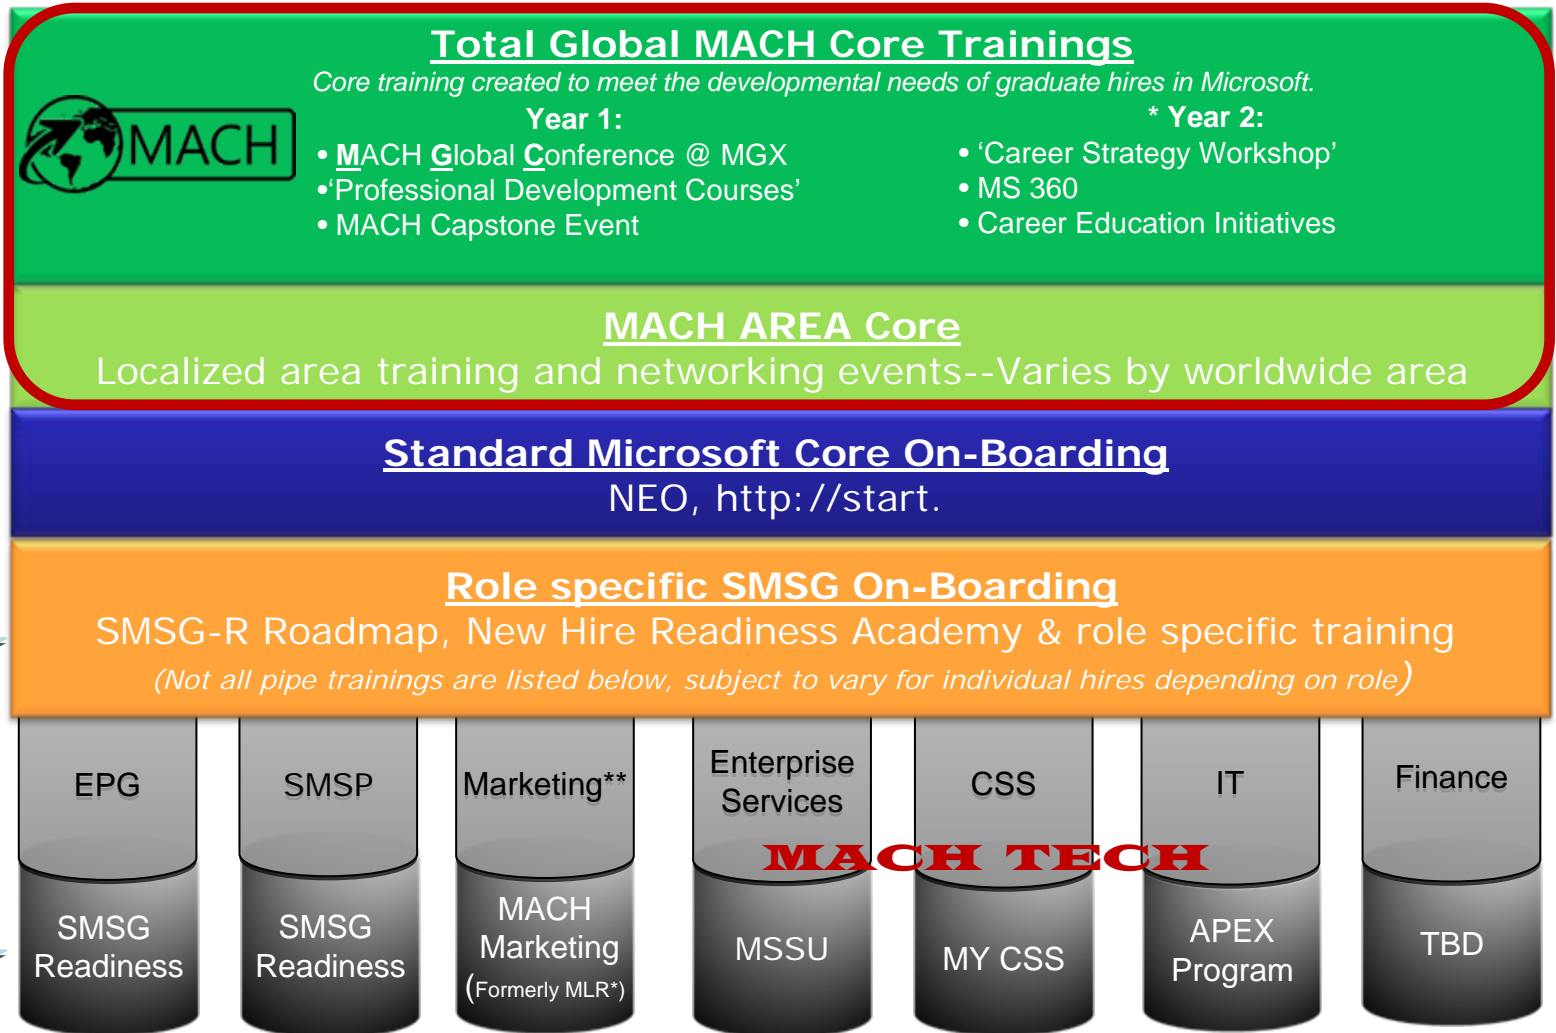 Total Global MACH Core Trainings
Core training created to meet the developmental needs of graduate hires in Microsoft.
MACH
Year 1:
• MACH Global Conference @ MGX
•‘Professional Development Courses’
• MACH Capstone Event
* Year 2:
• ‘Career Strategy Workshop’
• MS 360
• Career Education Initiatives
MACH AREA Core
Localized area training and networking events--Varies by worldwide area
Standard Microsoft Core On-Boarding
NEO, http://start.
Role specific SMSG On-Boarding
SMSG-R Roadmap, New Hire Readiness Academy & role specific training
(Not all pipe trainings are listed below, subject to vary for individual hires depending on role)
EPG
SMSP
Marketing**
Enterprise
Services
CSS
IT
Finance
MACH TECH
SMSG
Readiness
SMSG
Readiness
MACH
Marketing
(Formerly MLR*)
MSSU
MY CSS
APEX
Program
TBD